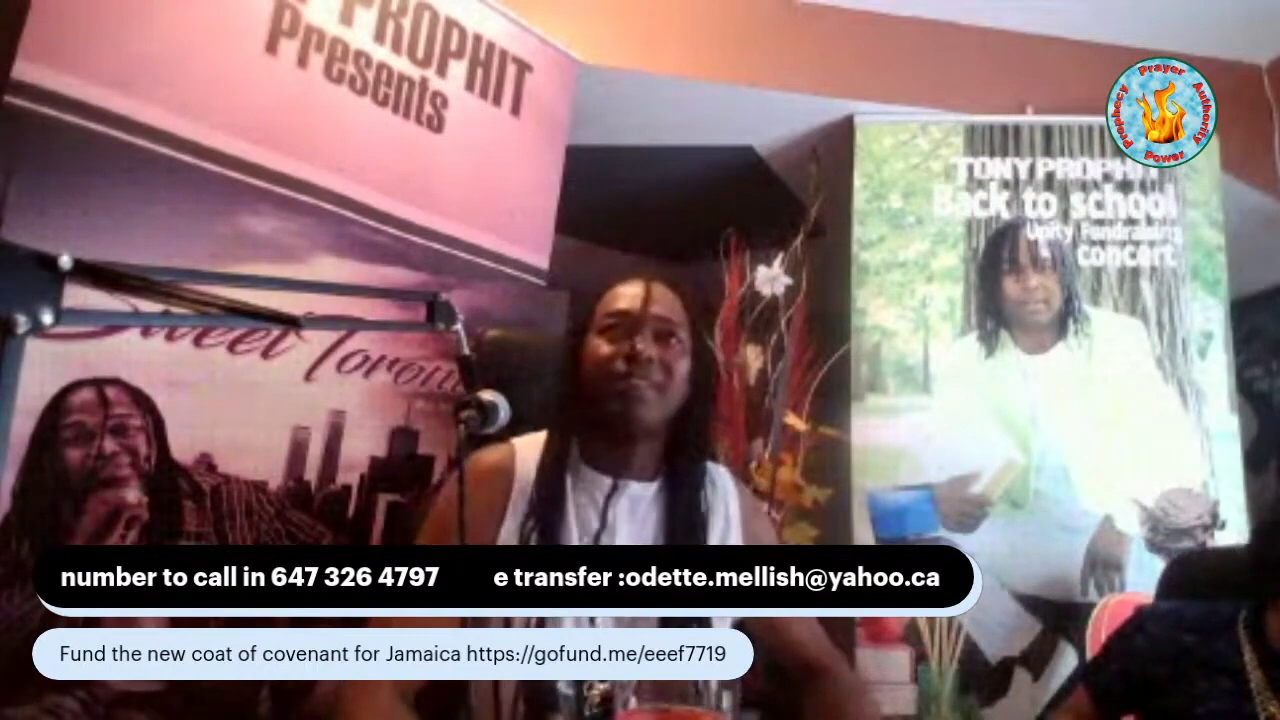 PROPHIT
Presents
Prophecy Prayer Authority Power
TONY PROPHIT
Back to school
Unity Fundraising
concert
Sweet Toronto
number to call in 647 326 4797 e transfer :odette.mellish@yahoo.ca
Fund the new coat of covenant for Jamaica https://gofund.me/eeef7719